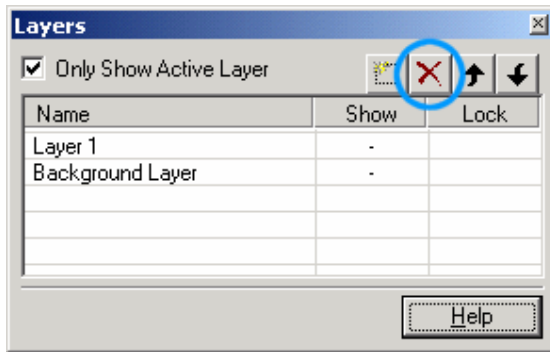 Layers
Only Show Active Layer
Name Show Lock
Layer 1 -
Background Layer -
Help